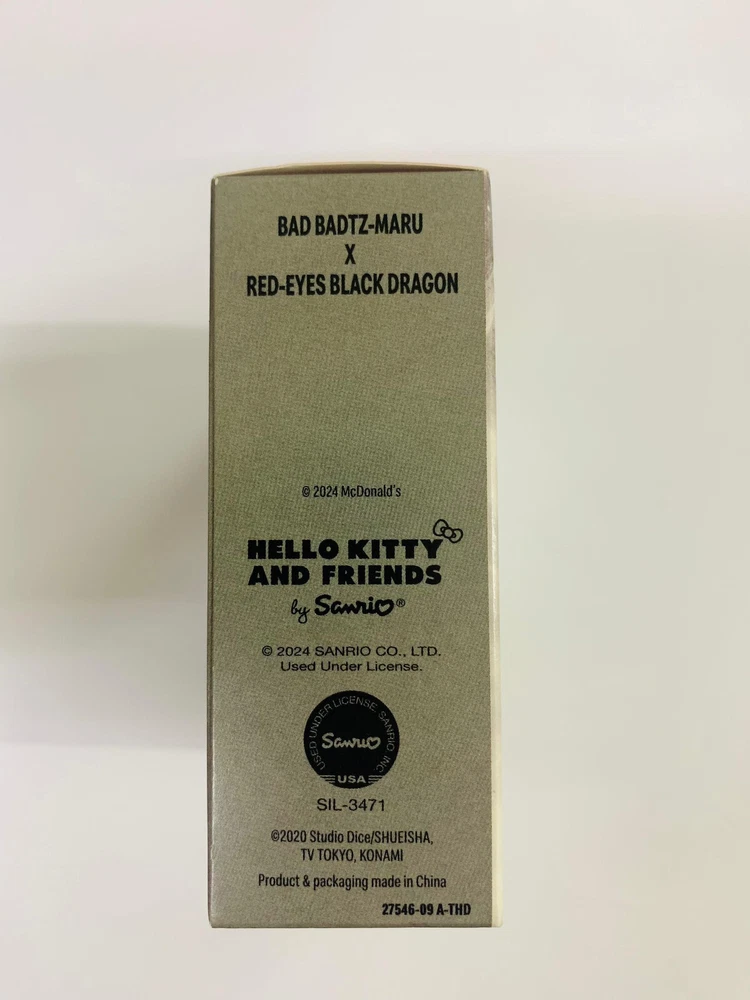 BAD BADTZ-MARU
X
RED-EYES BLACK DRAGON
© 2024 McDonald's
HELLO KITTY
AND FRIENDS
by Sanrio®
© 2024 SANRIO CO., LTD.
Used Under License.
USED UNDER LICENSE. SANRIO, INC.
Sanrio
USA
SIL-3471
©2020 Studio Dice/SHUEISHA,
TV TOKYO, KONAMI
Product & packaging made in China
27546-09 A-THD